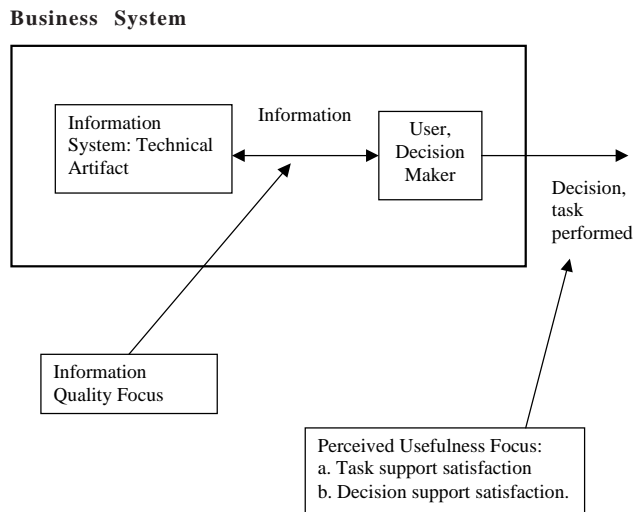 Business System
Information
System: Technical
Artifact
Information
User,
Decision
Maker
Decision,
task
performed
Information
Quality Focus
Perceived Usefulness Focus:
a. Task support satisfaction
b. Decision support satisfaction.